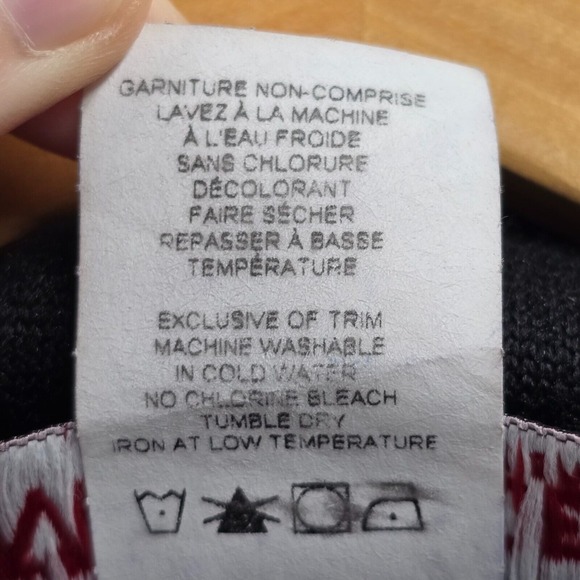 GARNITURE NON-COMPRISE
LAVEZ À LA MACHINE
À L'EAU FROIDE
SANS CHLORURE
DÉCOLORANT
FAIRE SÉCHER
REPASSER À BASSE
TEMPÉRATURE
EXCLUSIVE OF TRIM
MACHINE WASHABLE
IN COLD WATER
NO CHLORINE BLEACH
TUMBLE DRY
IRON AT LOW TEMPERATURE